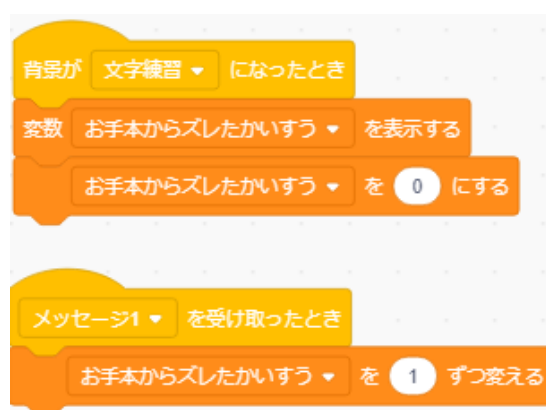 背景が 文字練習 になったとき
変数 お手本からズレたかいすう を表示する
お手本からズレたかいすう を 0 にする
メッセージ1 を受け取ったとき
お手本からズレたかいすう を 1 ずつ変える